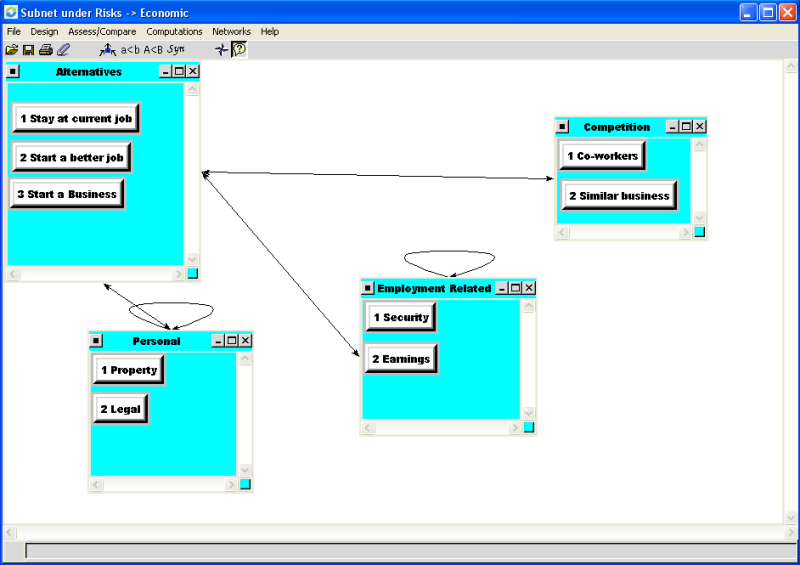 Subnet under Risks -> Economic
File Design Assess/Compare Computations Networks Help
a<b A<B Syn
Alternatives
1 Stay at current job
2 Start a better job
3 Start a Business
Competition
1 Co-workers
2 Similar business
Employment Related
1 Security
2 Earnings
Personal
1 Property
2 Legal